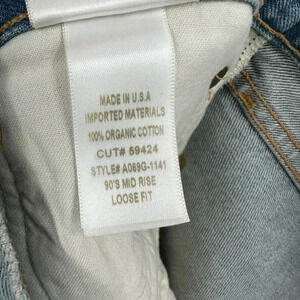 MADE IN U.S.A
IMPORTED MATERIALS
100% ORGANIC COTTON
CUT# 59424
STYLE# A069G-1141
90'S MID RISE
LOOSE FIT